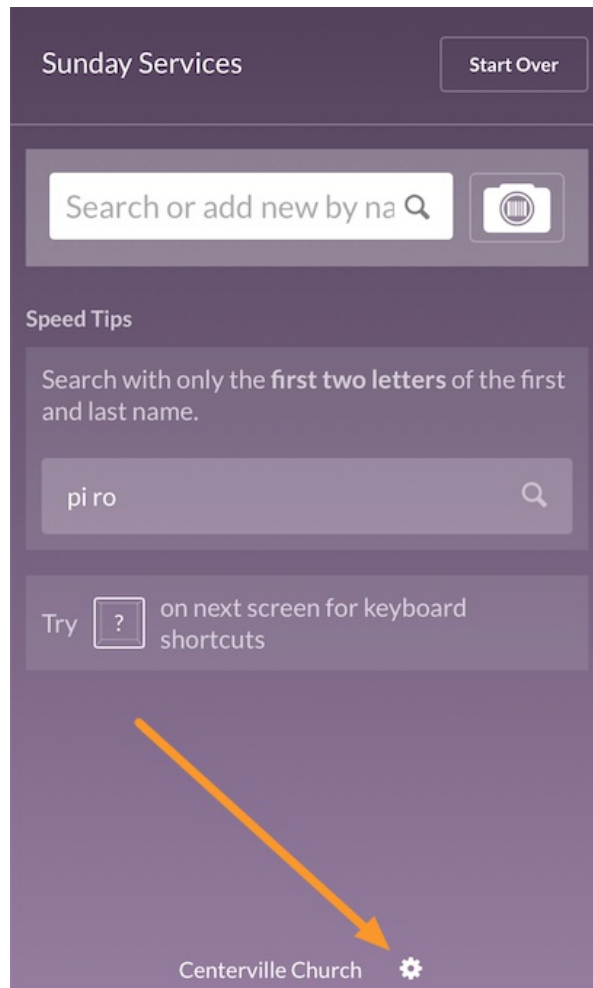 Sunday Services
Start Over
Search or add new by na
Speed Tips
Search with only the first two letters of the first
and last name.
pi ro
Try ? on next screen for keyboard
shortcuts
Centerville Church